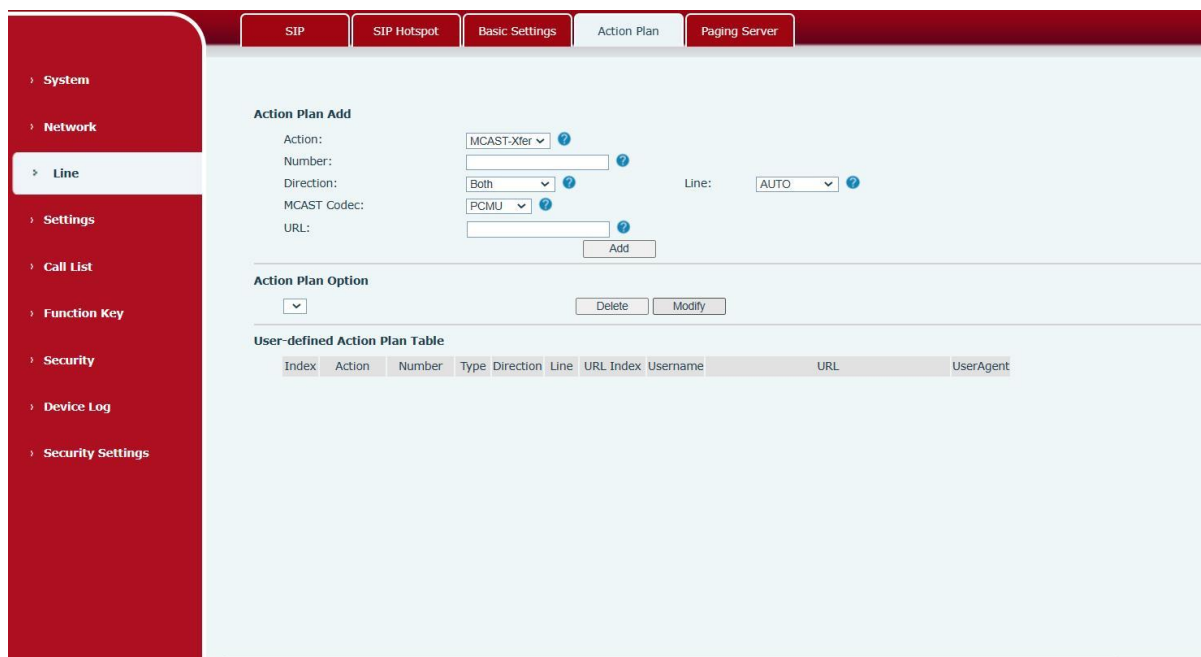 SIP SIP Hotspot Basic Settings Action Plan Paging Server
System
Network
Line
Settings
Call List
Function Key
Security
Device Log
Security Settings
Action Plan Add
Action: MCAST-Xfer
Number:
Direction: Both Line: AUTO
MCAST Codec: PCMU
URL:
Add
Action Plan Option
Delete Modify
User-defined Action Plan Table
Index Action Number Type Direction Line URL Index Username URL UserAgent